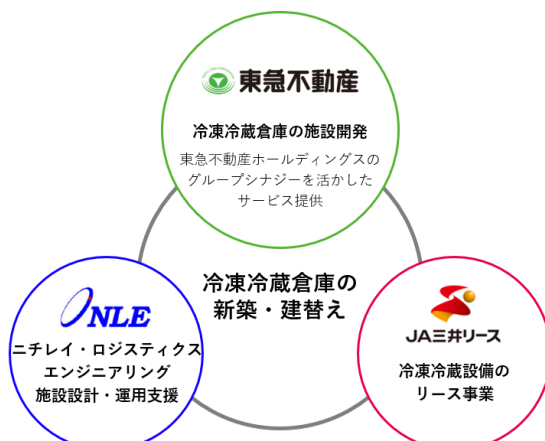 東急不動産
冷凍冷蔵倉庫の施設開発
東急不動産ホールディングスの
グループシナジーを活かした
サービス提供
冷凍冷蔵倉庫の
新築・建替え
NLE
ニチレイ・ロジスティクス
エンジニアリング
施設設計・運用支援
JA三井リース
冷凍冷蔵設備の
リース事業